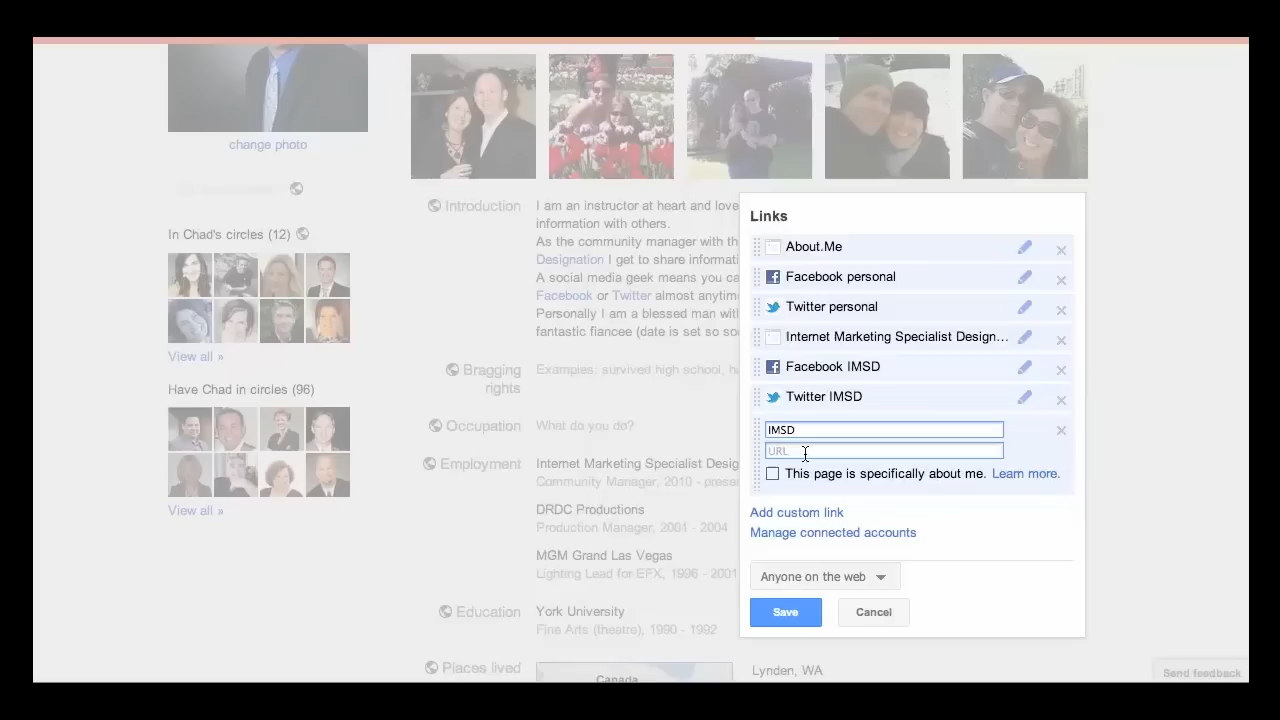 change photo
In Chad's circles (12)
View all »
Have Chad in circles (96)
View all »
Introduction
I am an instructor at heart and love
information with others.
As the community manager with th
Designation I get to share informati
A social media geek means you ca
Facebook or Twitter almost anytim
Personally I am a blessed man wit
fantastic fiancee (date is set so so
Bragging
rights
Examples: survived high school, h
Occupation
What do you do?
Employment
Internet Marketing Specialist Desig
Community Manager, 2010 - prese
DRDC Productions
Production Manager, 2001 - 2004
MGM Grand Las Vegas
Lighting Lead for EFX, 1996 - 2001
Education
York University
Fine Arts (theatre), 1990 - 1992
Places lived
Canada
Lynden, WA
Links
About.Me
Facebook personal
Twitter personal
Internet Marketing Specialist Design...
Facebook IMSD
Twitter IMSD
IMSD
URL
This page is specifically about me. Learn more.
Add custom link
Manage connected accounts
Anyone on the web
Save
Cancel
Send feedback